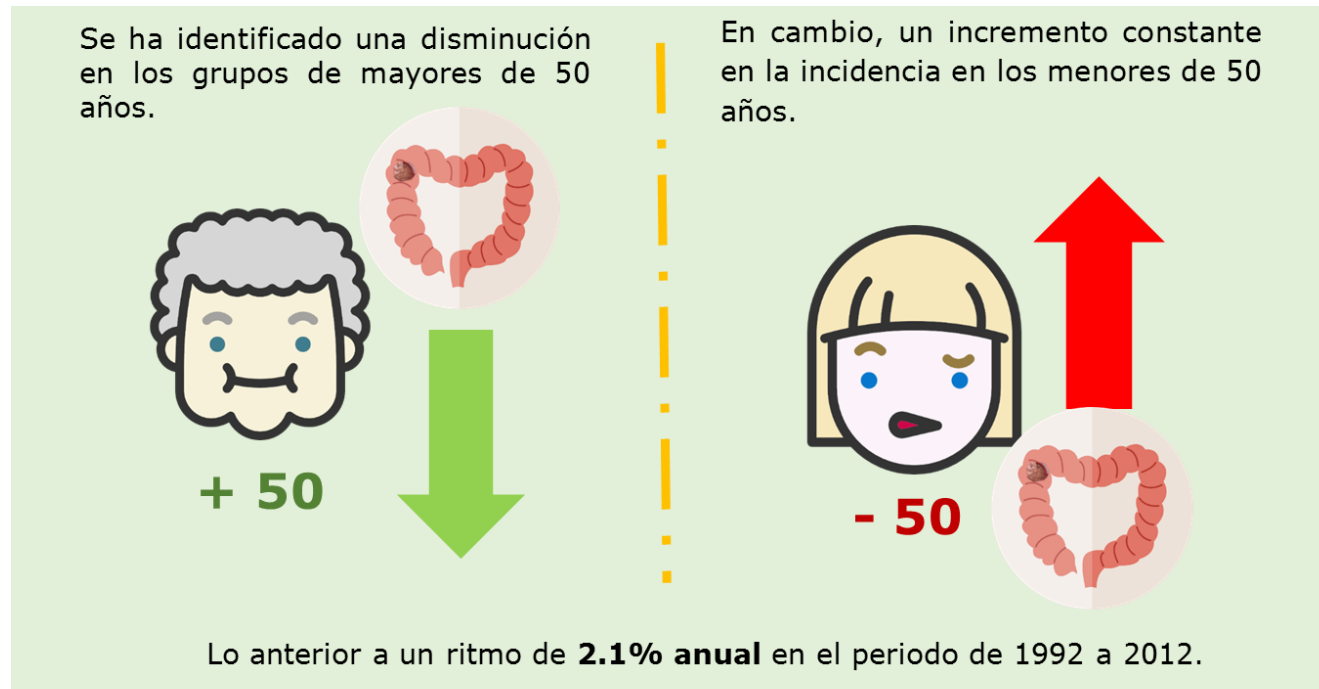 Se ha identificado una disminución
en los grupos de mayores de 50
años.
En cambio, un incremento constante
en la incidencia en los menores de 50
años.
+ 50
- 50
Lo anterior a un ritmo de 2.1% anual en el periodo de 1992 a 2012.